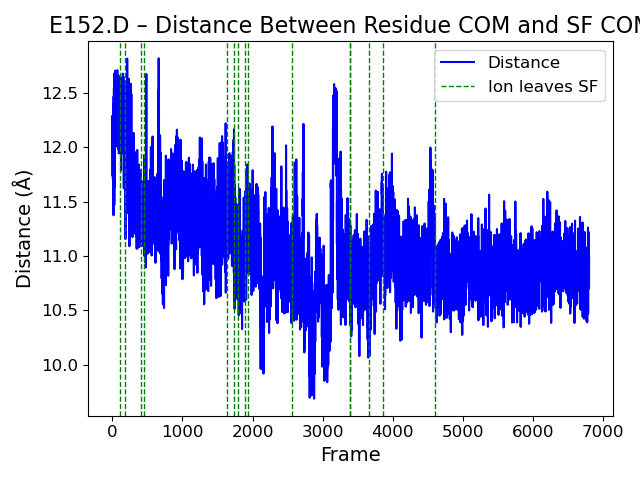 E152.D – Distance Between Residue COM and SF COM
Distance
Ion leaves SF
Distance (Å)
12.5
12.0
11.5
11.0
10.5
10.0
0 1000 2000 3000 4000 5000 6000 7000
Frame